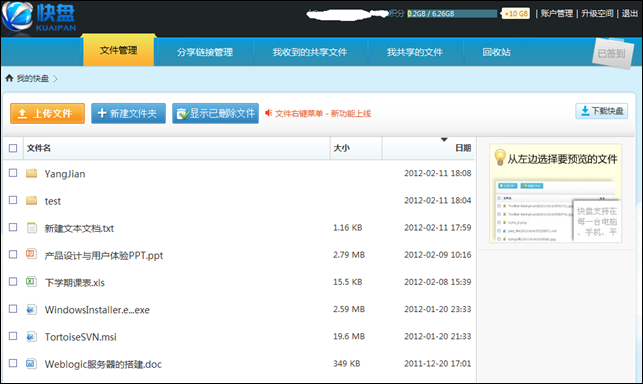 快盘
KUAIPAN
积分 0.2GB / 6.26GB +10 GB | 账户管理 | 升级空间 | 退出
文件管理 分享链接管理 我收到的共享文件 我共享的文件 回收站 已签到
我的快盘
上传文件 新建文件夹 显示已删除文件 文件右键菜单 - 新功能上线 下载快盘
文件名 大小 日期
YangJian 2012-02-11 18:08
test 2012-02-11 18:04
新建文本文档.txt 1.16 KB 2012-02-11 17:59
产品设计与用户体验PPT.ppt 2.79 MB 2012-02-09 10:16
下学期课表.xls 15.5 KB 2012-02-08 15:39
WindowsInstaller.e...exe 2.59 MB 2012-01-20 23:33
TortoiseSVN.msi 19.6 MB 2012-01-20 21:33
Weblogic服务器的搭建.doc 349 KB 2011-12-20 17:01
从左边选择要预览的文件
快盘支持在
每一台电脑
、手机、平